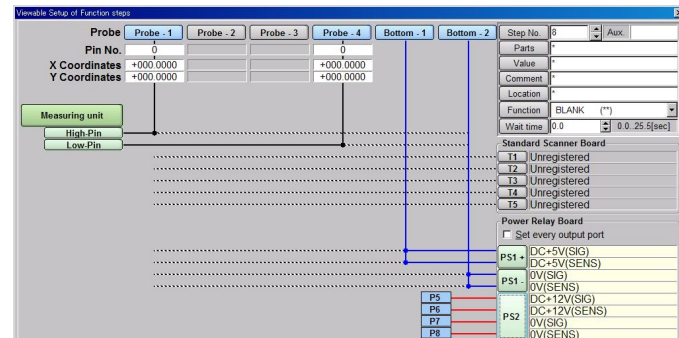 Viewable Setup of Function steps
Probe Probe - 1 Probe - 2 Probe - 3 Probe - 4 Bottom - 1 Bottom - 2
Pin No. 0 0
X Coordinates +000.0000 +000.0000
Y Coordinates +000.0000 +000.0000
Measuring unit
High-Pin
Low-Pin
Step No. 8 Aux.
Parts *
Value *
Comment *
Location *
Function BLANK (**)
Wait time 0.0 0.0..25.5[sec]
Standard Scanner Board
T1 Unregistered
T2 Unregistered
T3 Unregistered
T4 Unregistered
T5 Unregistered
Power Relay Board
Set every output port
PS1 + DC+5V(SIG)
DC+5V(SENS)
PS1 - 0V(SIG)
0V(SENS)
P5 PS2 DC+12V(SIG)
P6 DC+12V(SENS)
P7 0V(SIG)
P8 0V(SENS)